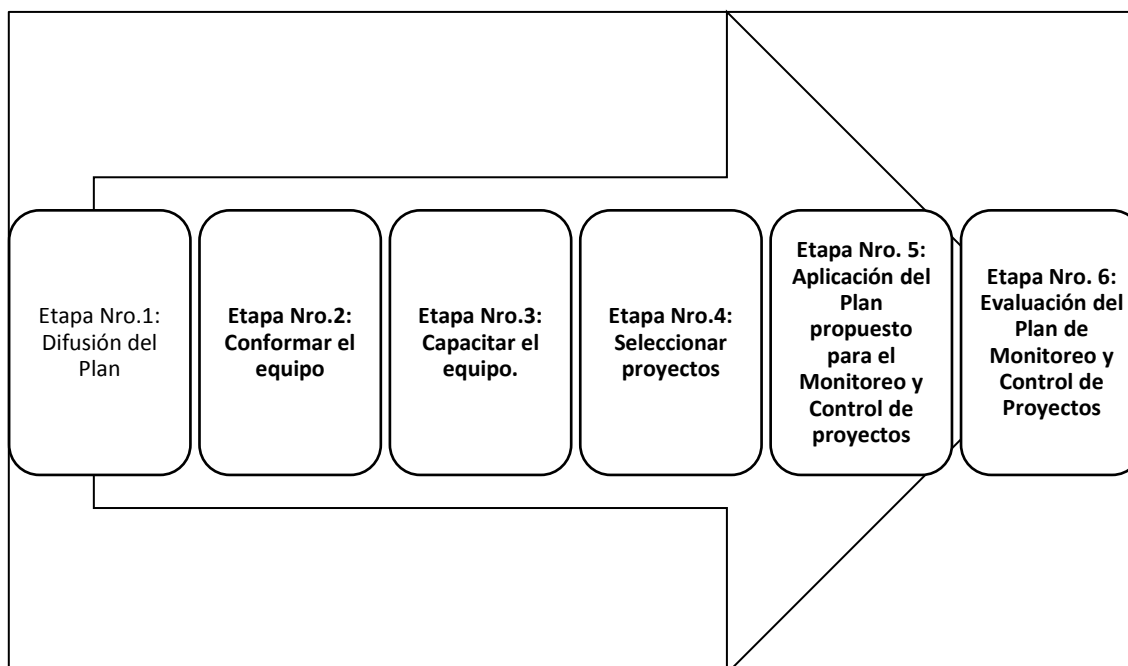 Etapa Nro.1:
Difusión del
Plan
Etapa Nro.2:
Conformar el
equipo
Etapa Nro.3:
Capacitar el
equipo.
Etapa Nro.4:
Seleccionar
proyectos
Etapa Nro. 5:
Aplicación del
Plan
propuesto
para el
Monitoreo y
Control de
proyectos
Etapa Nro. 6:
Evaluación del
Plan de
Monitoreo y
Control de
Proyectos